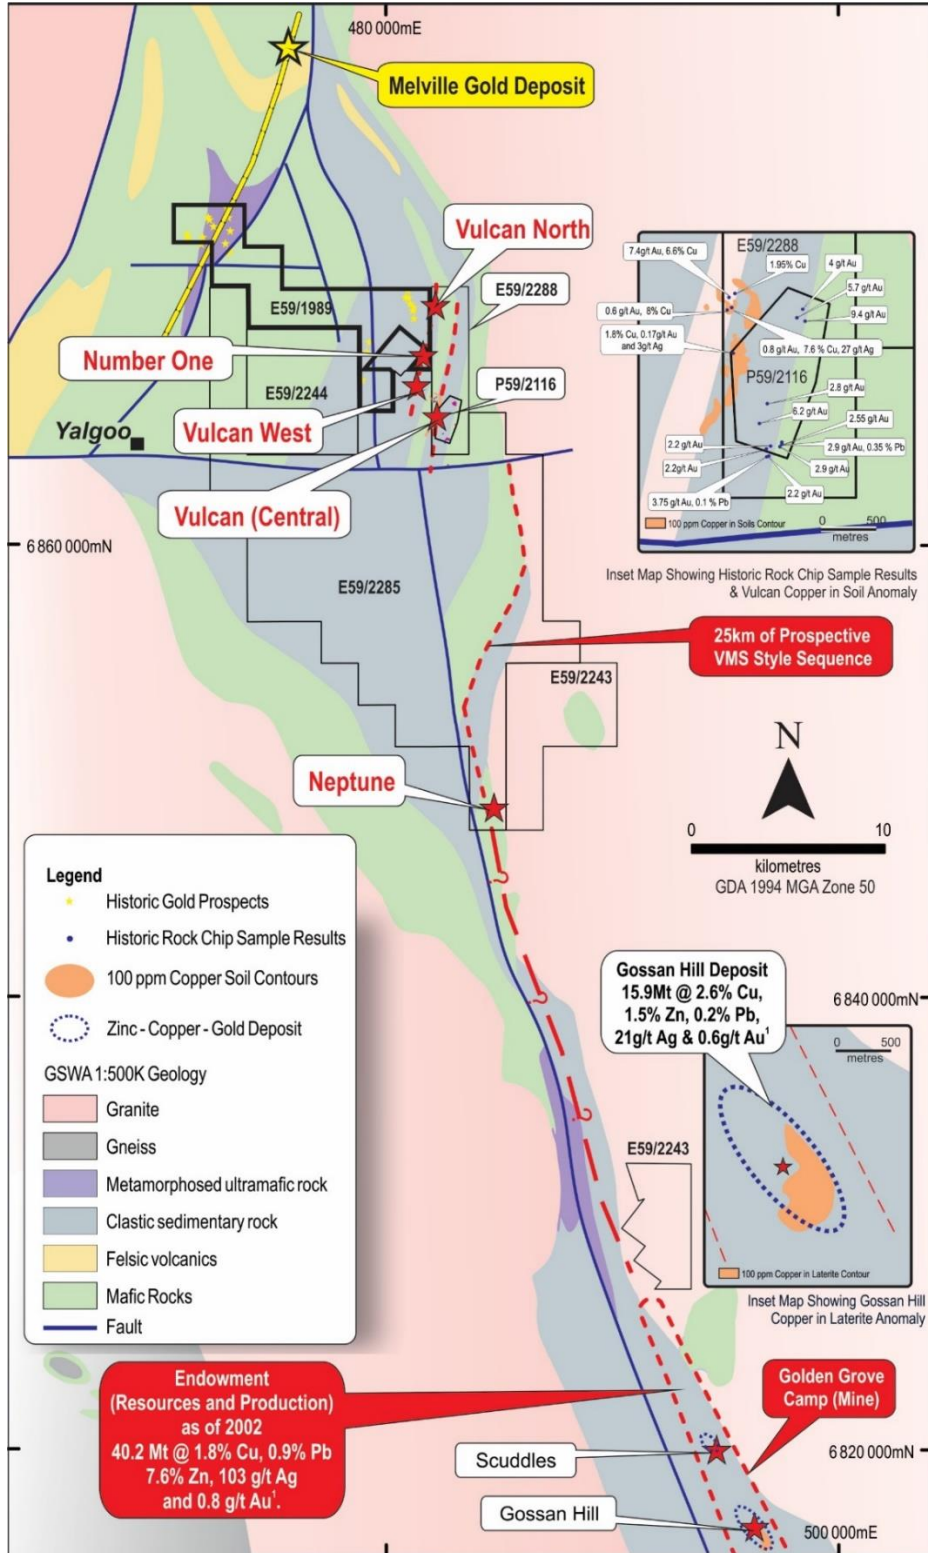 480 000mE
Melville Gold Deposit
Vulcan North
E59/2288
E59/1989
Number One
E59/2244
P59/2116
Vulcan West
Yalgoo
Vulcan (Central)
6 860 000mN
E59/2285
E59/2288
7.4g/t Au, 6.6% Cu
1.95% Cu
4 g/t Au
5.7 g/t Au
0.6 g/t Au, 8% Cu
9.4 g/t Au
1.8% Cu, 0.17g/t Au
and 3g/t Ag
0.8 g/t Au, 7.6 % Cu, 27 g/t Ag
P59/2116
2.8 g/t Au
6.2 g/t Au
2.55 g/t Au
2.2 g/t Au
2.9 g/t Au, 0.35 % Pb
2.2g/t Au
2.9 g/t Au
3.75 g/t Au, 0.1 % Pb
2.2 g/t Au
100 ppm Copper in Soils Contour
0 500
metres
Inset Map Showing Historic Rock Chip Sample Results
& Vulcan Copper in Soil Anomaly
25km of Prospective
VMS Style Sequence
E59/2243
Neptune
N
0 10
kilometres
GDA 1994 MGA Zone 50
?
?
?
Legend
Historic Gold Prospects
Historic Rock Chip Sample Results
100 ppm Copper Soil Contours
Zinc - Copper - Gold Deposit
GSWA 1:500K Geology
Granite
Gneiss
Metamorphosed ultramafic rock
Clastic sedimentary rock
Felsic volcanics
Mafic Rocks
Fault
Gossan Hill Deposit
15.9Mt @ 2.6% Cu,
1.5% Zn, 0.2% Pb,
21g/t Ag & 0.6g/t Au¹
6 840 000mN
0 500
metres
E59/2243
100 ppm Copper in Laterite Contour
Inset Map Showing Gossan Hill
Copper in Laterite Anomaly
Endowment
(Resources and Production)
as of 2002
40.2 Mt @ 1.8% Cu, 0.9% Pb
7.6% Zn, 103 g/t Ag
and 0.8 g/t Au¹.
Golden Grove
Camp (Mine)
Scuddles
6 820 000mN
Gossan Hill
500 000mE